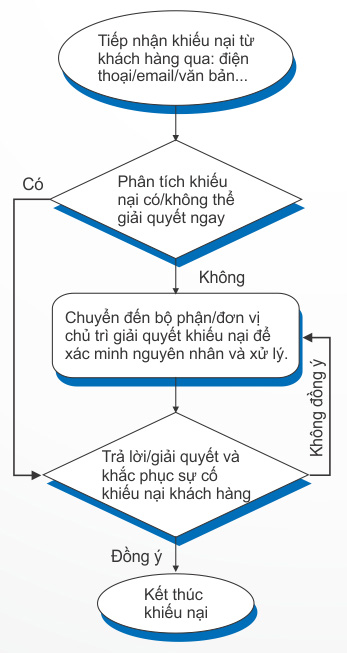 Tiếp nhận khiếu nại từ
khách hàng qua: điện
thoại/email/văn bản...
Có
Phân tích khiếu
nại có/không thể
giải quyết ngay
Không
Chuyển đến bộ phận/đơn vị
chủ trì giải quyết khiếu nại để
xác minh nguyên nhân và xử lý.
Không đồng ý
Trả lời/giải quyết và
khắc phục sự cố
khiếu nại khách hàng
Đồng ý
Kết thúc
khiếu nại